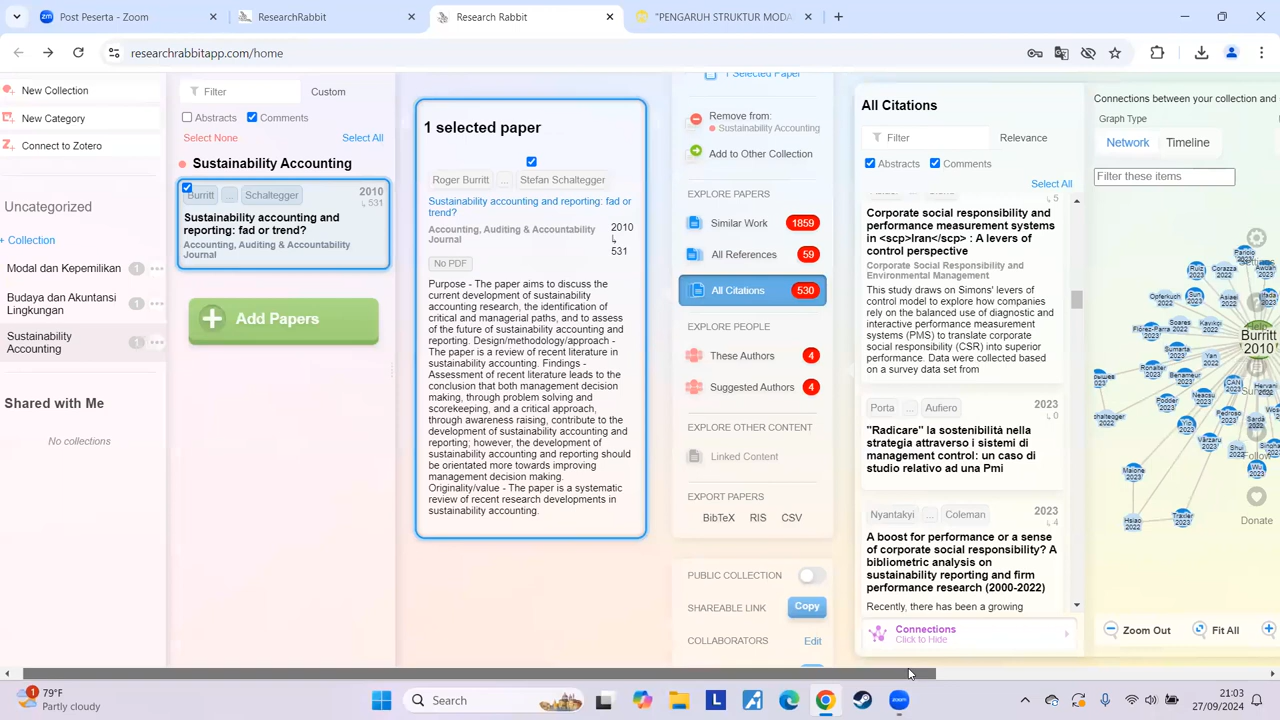 Post Peserta - Zoom
ResearchRabbit
Research Rabbit
"PENGARUH STRUKTUR MODA
researchrabbitapp.com/home
New Collection
New Category
Connect to Zotero
Uncategorized
+ Collection
Modal dan Kepemilikan 1
Budaya dan Akuntansi
Lingkungan 1
Sustainability
Accounting 1
Shared with Me
No collections
Filter
Custom
Abstracts
Comments
Select None
Select All
Sustainability Accounting
Burritt ... Schaltegger 2010
531
Sustainability accounting and
reporting: fad or trend?
Accounting, Auditing & Accountability
Journal
Add Papers
1 selected paper
Roger Burritt ... Stefan Schaltegger
Sustainability accounting and reporting: fad or
trend?
Accounting, Auditing & Accountability
Journal
2010
531
No PDF
Purpose - The paper aims to discuss the
current development of sustainability
accounting research, the identification of
critical and managerial paths, and to assess
of the future of sustainability accounting and
reporting. Design/methodology/approach -
The paper is a review of recent literature in
sustainability accounting. Findings -
Assessment of recent literature leads to the
conclusion that both management decision
making, through problem solving and
scorekeeping, and a critical approach,
through awareness raising, contribute to the
development of sustainability accounting and
reporting; however, the development of
sustainability accounting and reporting should
be orientated more towards improving
management decision making.
Originality/value - The paper is a systematic
review of recent research developments in
sustainability accounting.
1 Selected Paper
Remove from:
Sustainability Accounting
Add to Other Collection
EXPLORE PAPERS
Similar Work 1859
All References 59
All Citations 530
EXPLORE PEOPLE
These Authors 4
Suggested Authors 4
EXPLORE OTHER CONTENT
Linked Content
EXPORT PAPERS
BibTeX RIS CSV
PUBLIC COLLECTION
SHAREABLE LINK
Copy
COLLABORATORS
Edit
All Citations
Filter
Relevance
Abstracts
Comments
Select All
5
Corporate social responsibility and
performance measurement systems
in <scp>Iran</scp> : A levers of
control perspective
Corporate Social Responsibility and
Environmental Management
This study draws on Simons' levers of
control model to explore how companies
rely on the balanced use of diagnostic and
interactive performance measurement
systems (PMS) to translate corporate
social responsibility (CSR) into superior
performance. Data were collected based
on a survey data set from
Porta ... Aufiero 2023
0
"Radicare" la sostenibilità nella
strategia attraverso i sistemi di
management control: un caso di
studio relativo ad una Pmi
Nyantakyi ... Coleman 2023
4
A boost for performance or a sense
of corporate social responsibility? A
bibliometric analysis on
sustainability reporting and firm
performance research (2000-2022)
Recently, there has been a growing
Connections
Click to Hide
Connections between your collection and
Graph Type
Network
Timeline
Filter these items
Burritt
2010
Malone
2023
Hsiao
2022
Traxler
2023
Donate
Zoom Out
Fit All
79°F
Partly cloudy
Search
21:03
27/09/2024